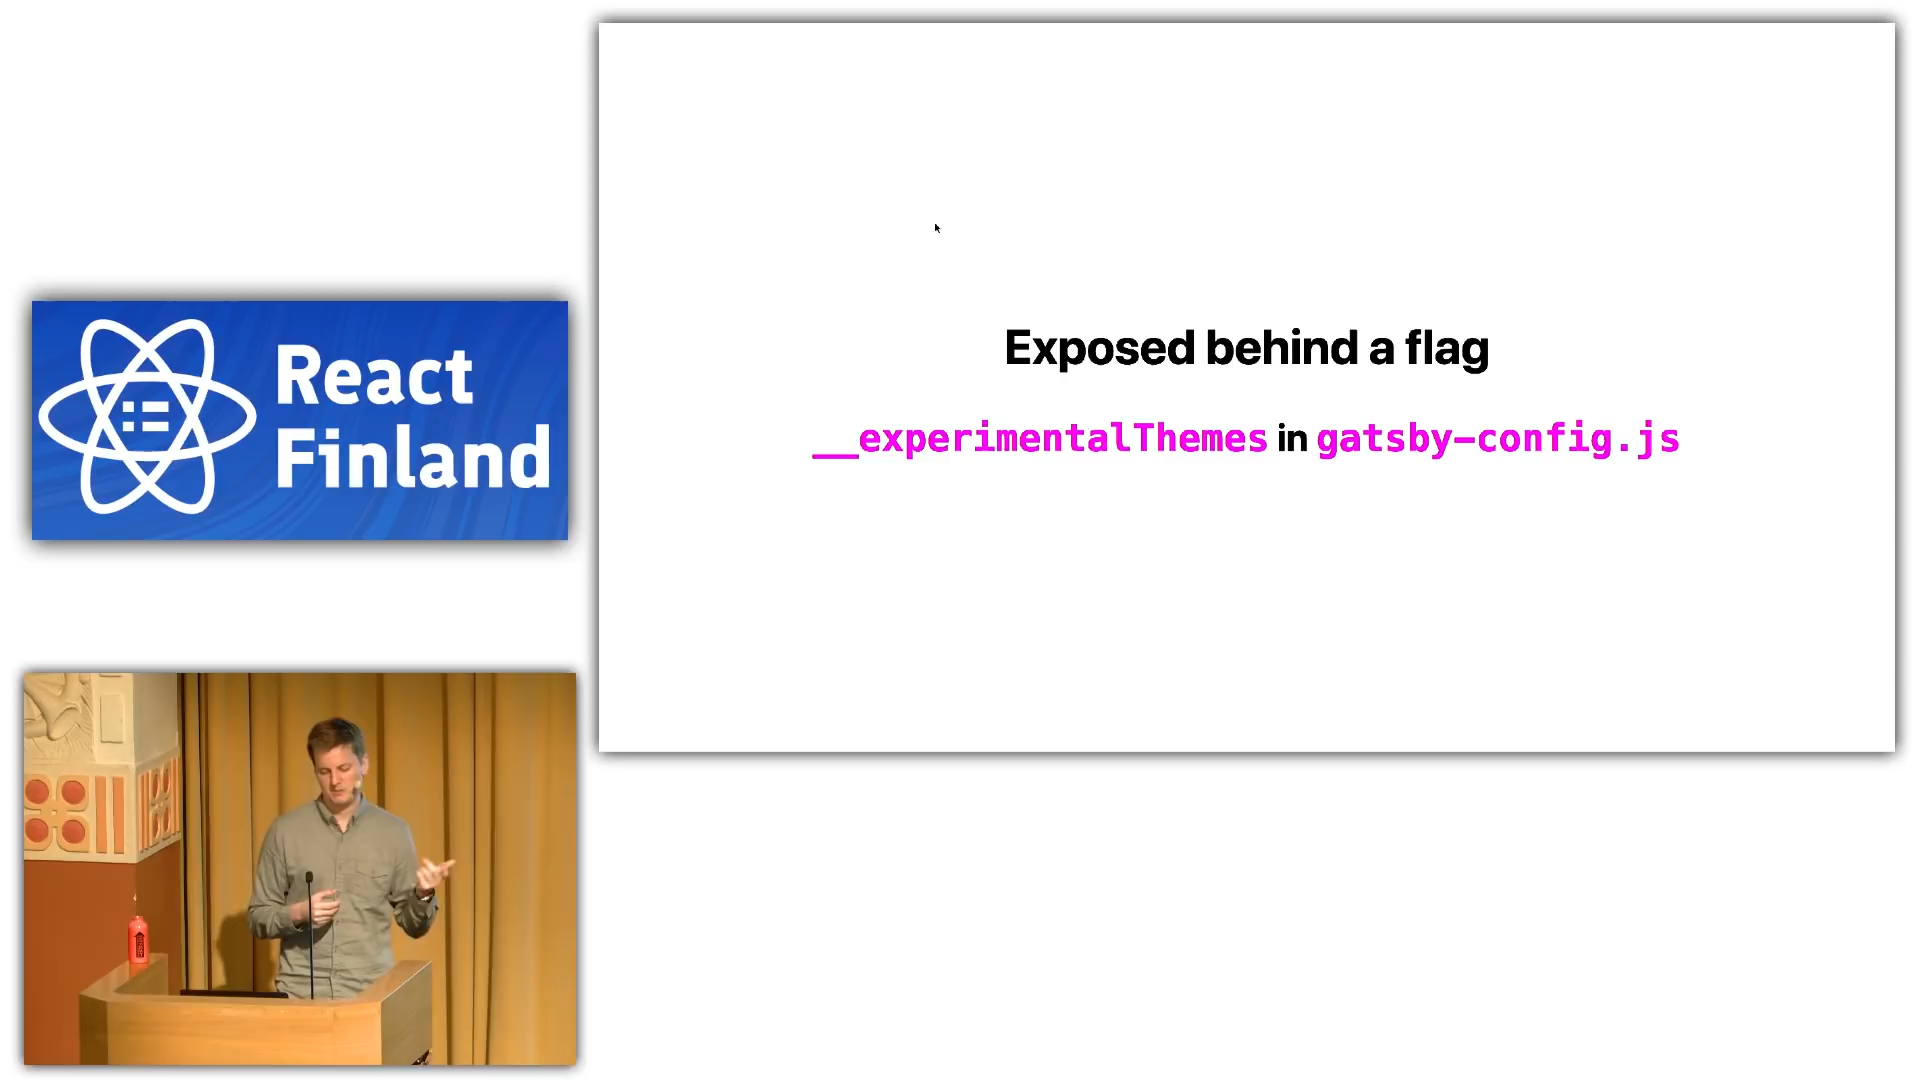 React
Finland
Exposed behind a flag
__experimentalThemes in gatsby-config.js